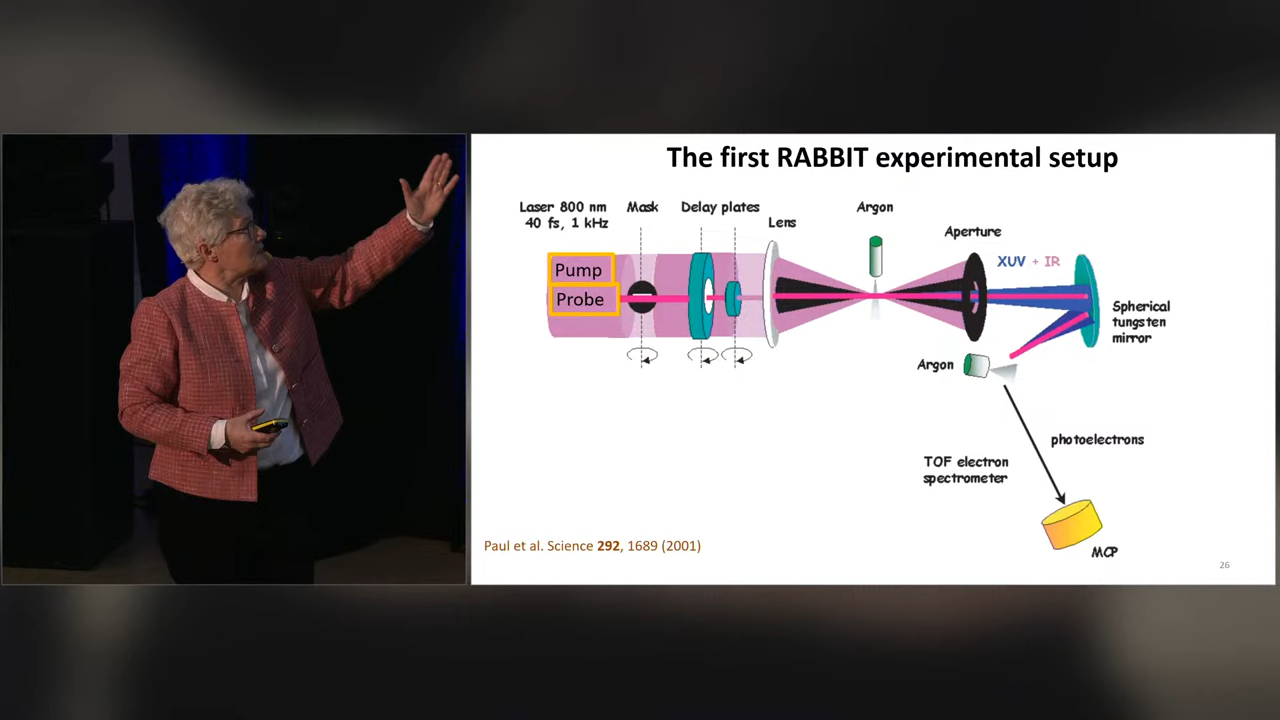 The first RABBIT experimental setup
Laser 800 nm
40 fs, 1 kHz
Mask
Delay plates
Lens
Argon
Aperture
XUV + IR
Pump
Probe
Spherical
tungsten
mirror
Argon
photoelectrons
TOF electron
spectrometer
MCP
Paul et al. Science 292, 1689 (2001)
26